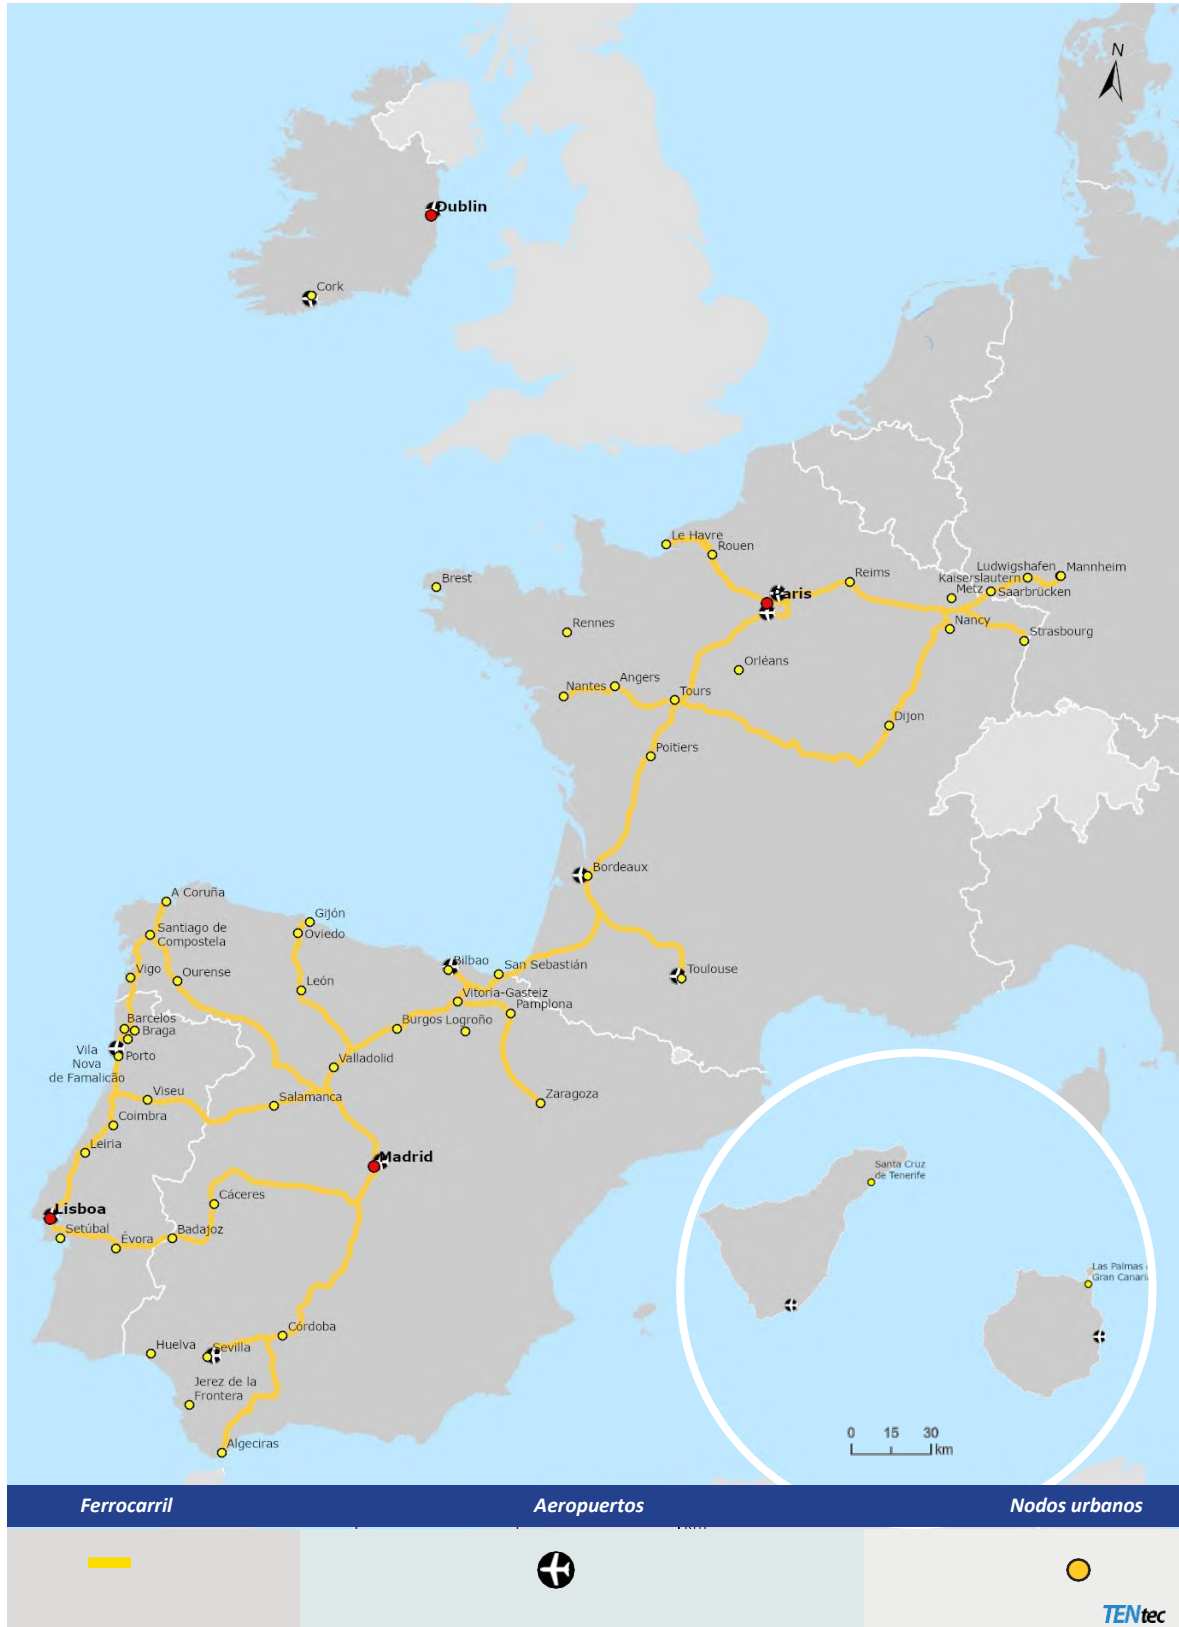 N
Dublin
Cork
Le Havre
Rouen
Reims
Ludwigshafen
Mannheim
Kaiserslautern
Metz
Saarbrücken
Brest
Paris
Rennes
Nancy
Strasbourg
Orléans
Angers
Nantes
Tours
Dijon
Poitiers
Bordeaux
A Coruña
Gijón
Santiago de
Compostela
Oviedo
Bilbao
San Sebastián
Toulouse
Vigo
Ourense
León
Vitoria-Gasteiz
Pamplona
Barcelos
Braga
Burgos
Logroño
Vila
Nova
de Famalicão
Porto
Valladolid
Viseu
Salamanca
Zaragoza
Coimbra
Leiria
Madrid
Santa Cruz
de Tenerife
Cáceres
Lisboa
Setúbal
Évora
Badajoz
Las Palmas
Gran Canari
Córdoba
Huelva
Sevilla
Jerez de la
Frontera
Algeciras
0 15 30
km
Ferrocarril
Aeropuertos
Nodos urbanos
km
TENtec